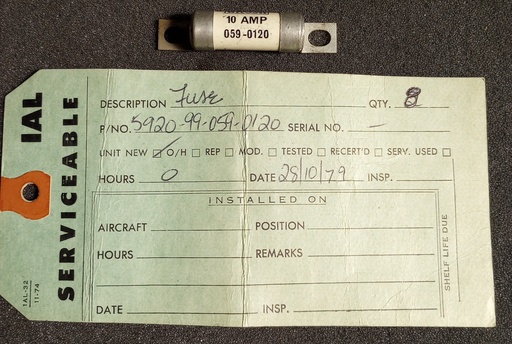 10 AMP
059-0120
IAL
SERVICEABLE
IAL-32
11-74
DESCRIPTION Fuse QTY. 8
P/NO. 5920-99-059-0120 SERIAL NO. -
UNIT NEW O/H REP MOD. TESTED RECERT'D SERV. USED
HOURS 0 DATE 28/10/79 INSP.
INSTALLED ON
AIRCRAFT POSITION
HOURS REMARKS
DATE INSP.
SHELF LIFE DUE